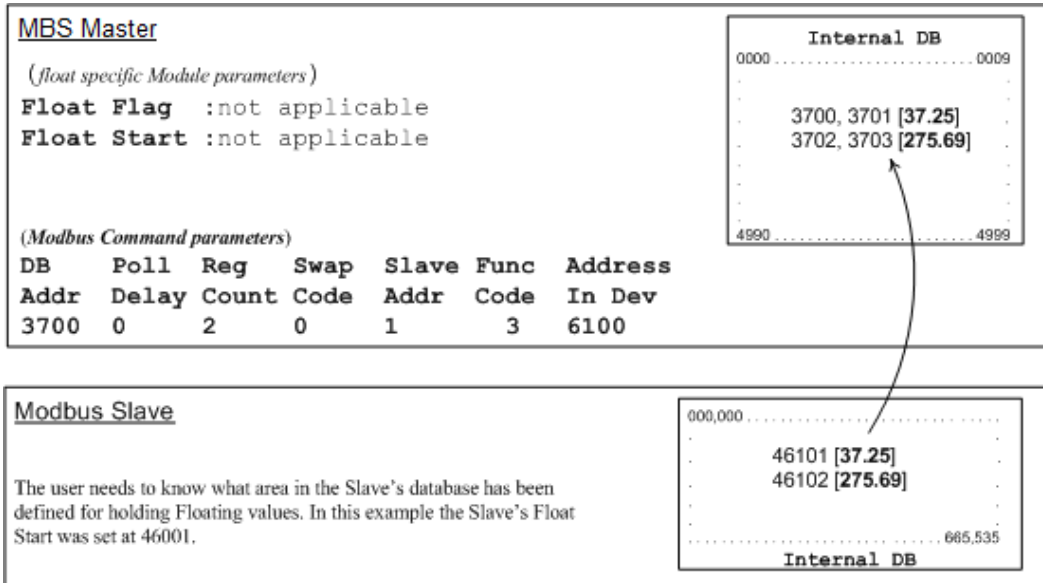 MBS Master
(float specific Module parameters)
Float Flag :not applicable
Float Start :not applicable
Internal DB
0000 . . . . . . . . . . . . . . . . . . . . . . . 0009
3700, 3701 [37.25]
3702, 3703 [275.69]
4990 . . . . . . . . . . . . . . . . . . . . . . . 4999
(Modbus Command parameters)
DB Poll Reg Swap Slave Func Address
Addr Delay Count Code Addr Code In Dev
3700 0 2 0 1 3 6100
Modbus Slave
The user needs to know what area in the Slave's database has been
defined for holding Floating values. In this example the Slave's Float
Start was set at 46001.
000,000 . . . . . . . . . . . . . . . . . . . . . . . . . . . .
46101 [37.25]
46102 [275.69]
. . . . . . . . . . . . . . . . . . . . . . . . . . . . 665,535
Internal DB